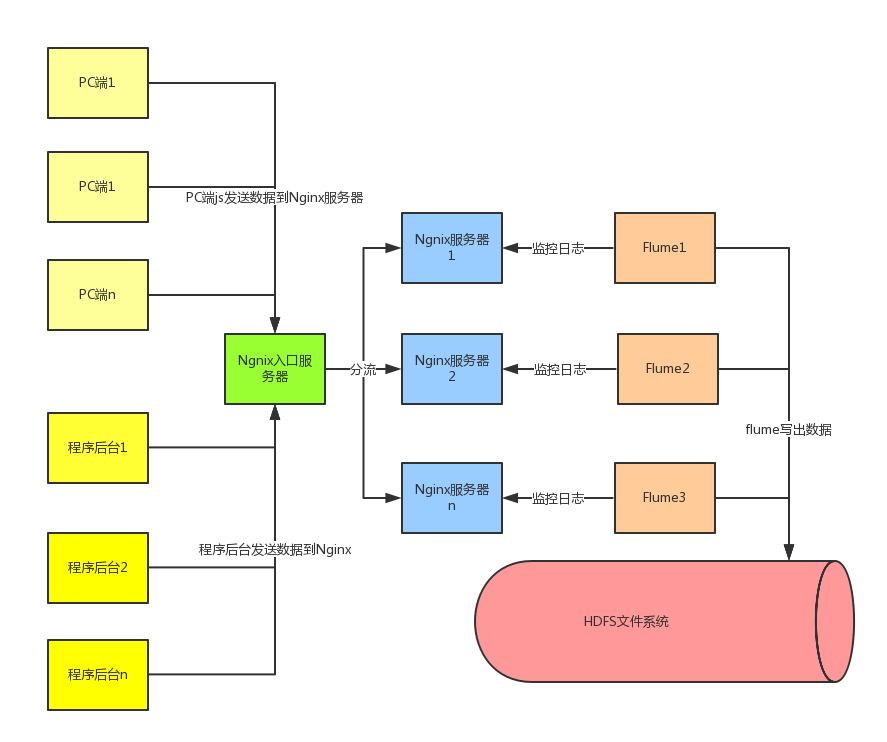 PC端1
PC端1
PC端js发送数据到Nginx服务器
PC端n
Ngnix服务器
1
监控日志
Flume1
Ngnix入口服
务器
分流
Nginx服务器
2
监控日志
Flume2
flume写出数据
程序后台1
Nginx服务器
n
监控日志
Flume3
程序后台发送数据到Nginx
程序后台2
HDFS文件系统
程序后台n